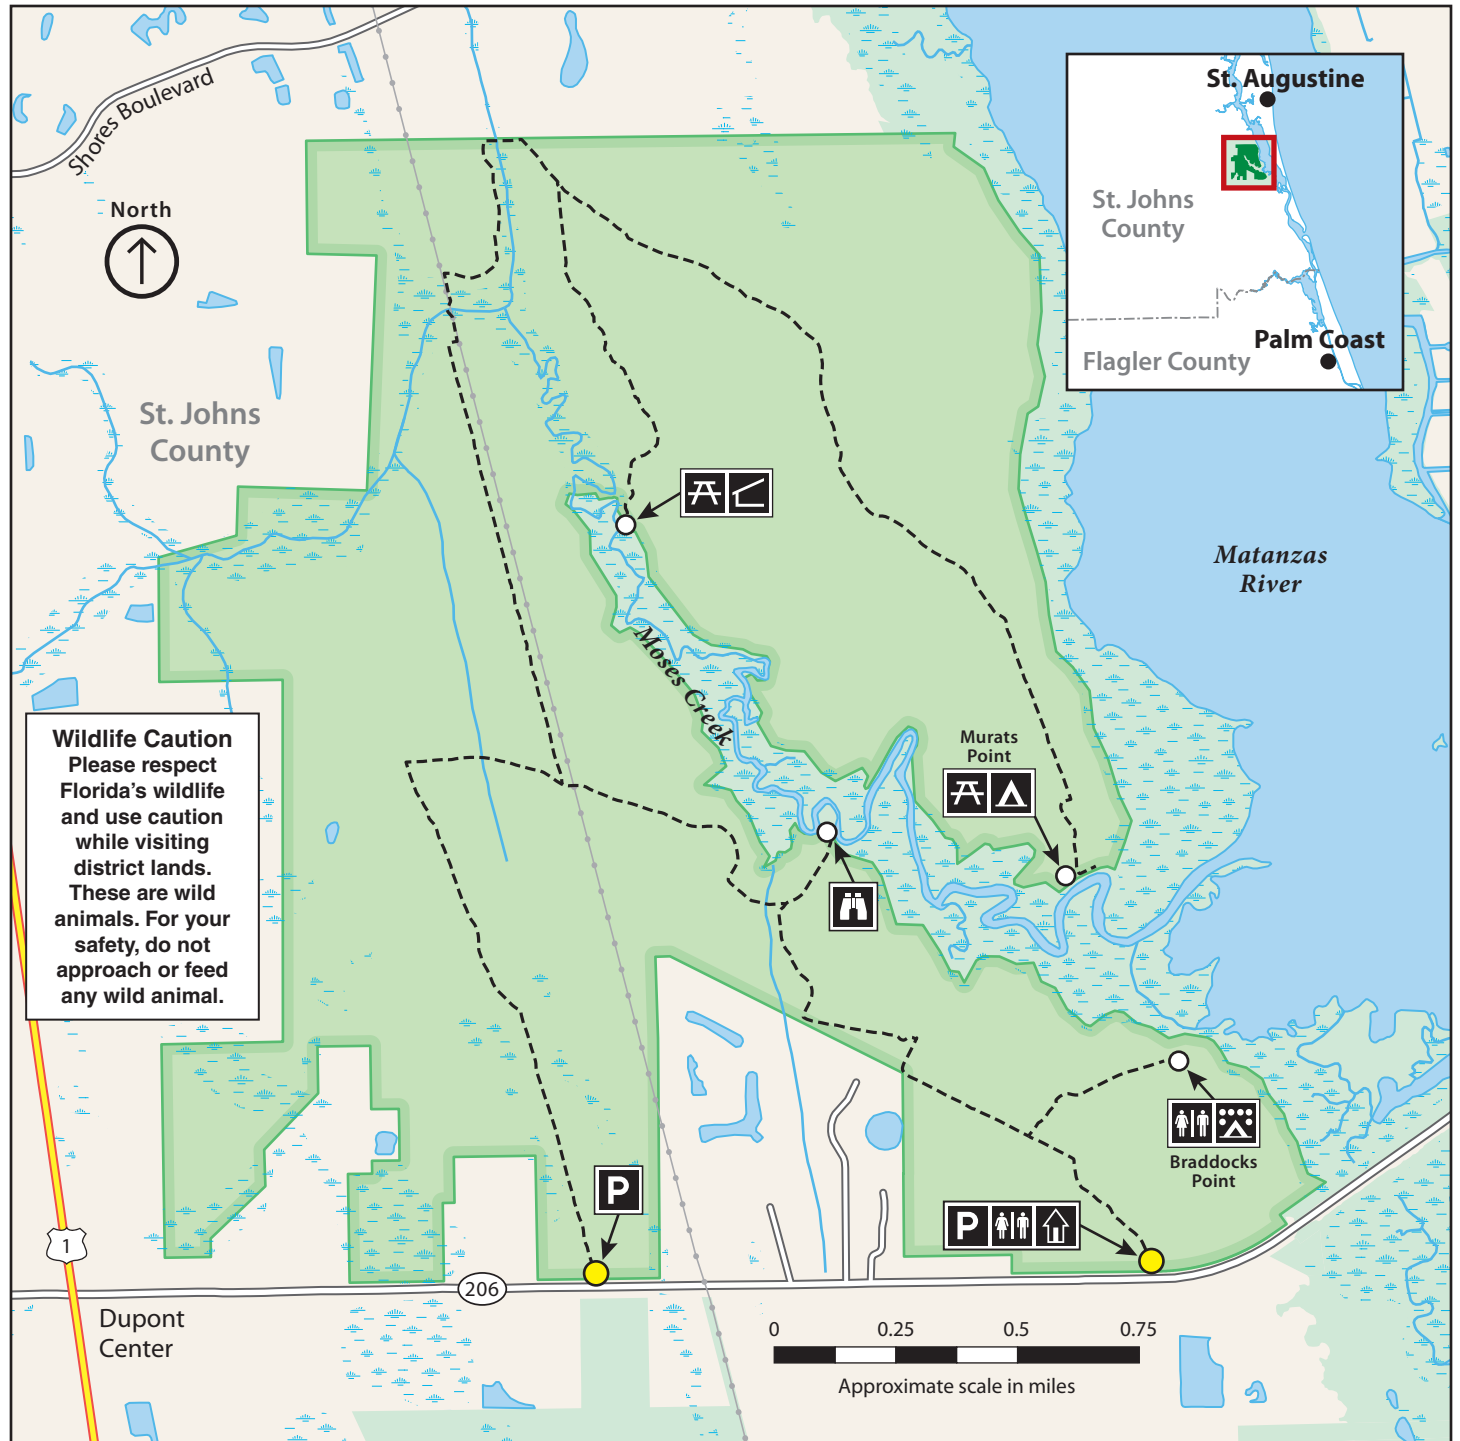 Shores Boulevard
North
St. Augustine
St. Johns
County
Palm Coast
Flagler County
St. Johns
County
Matanzas
River
Moses Creek
Wildlife Caution
Please respect
Florida's wildlife
and use caution
while visiting
district lands.
These are wild
animals. For your
safety, do not
approach or feed
any wild animal.
Murats
Point
Braddocks
Point
P
P
1
206
Dupont
Center
0 0.25 0.5 0.75
Approximate scale in miles